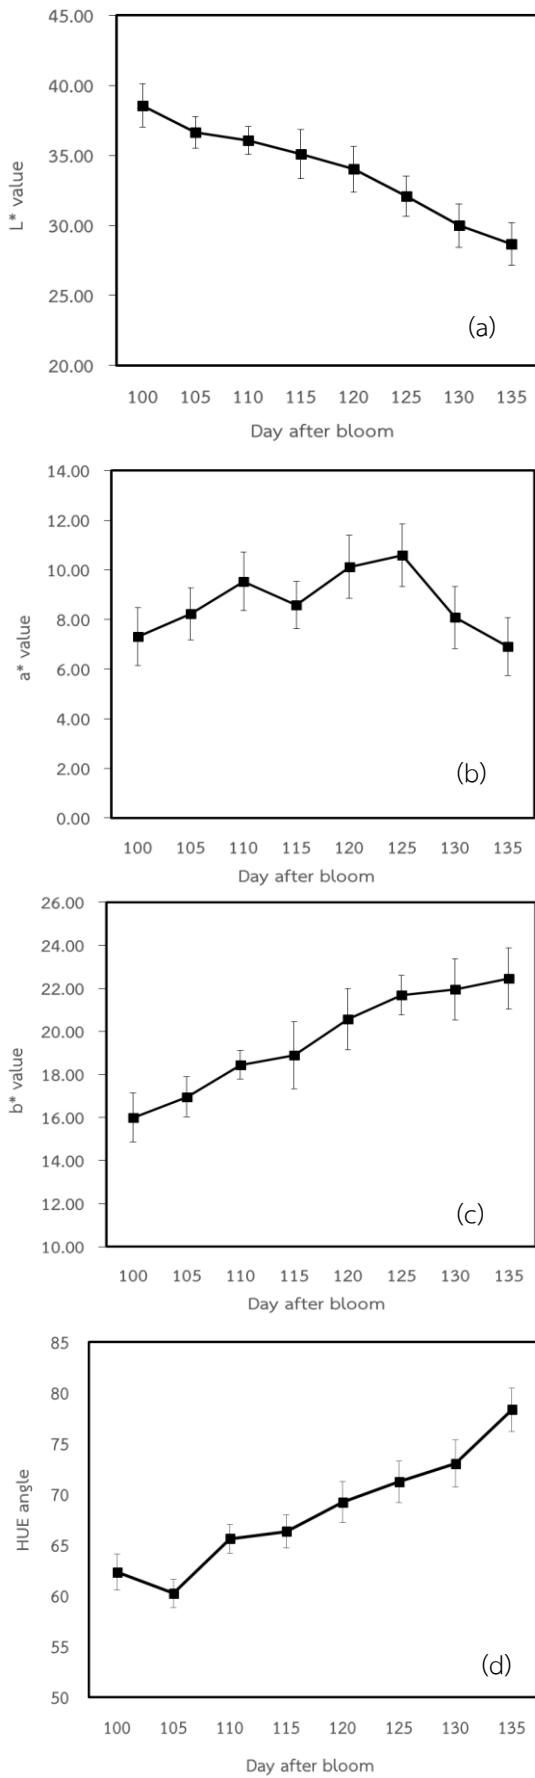 45.00
40.00
35.00
30.00
25.00
20.00
L* value
(a)
100 105 110 115 120 125 130 135
Day after bloom
14.00
12.00
10.00
8.00
6.00
4.00
2.00
0.00
a* value
(b)
100 105 110 115 120 125 130 135
Day after bloom
26.00
24.00
22.00
20.00
18.00
16.00
14.00
12.00
10.00
b* value
(c)
100 105 110 115 120 125 130 135
Day after bloom
85
80
75
70
65
60
55
50
HUE angle
(d)
100 105 110 115 120 125 130 135
Day after bloom